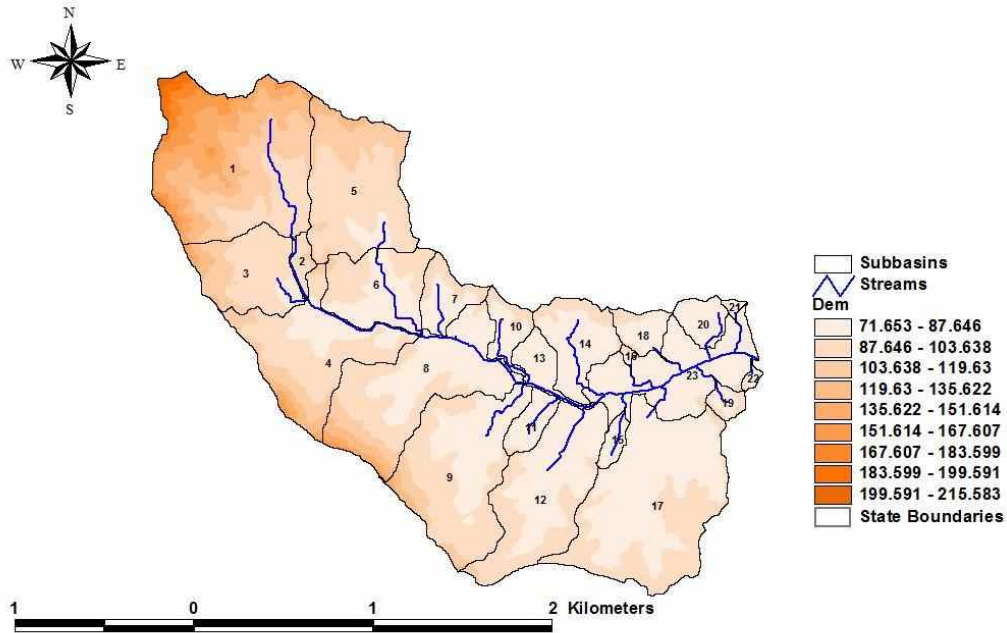 N
W
E
S
1
5
2
3
6
7
4
8
10
13
14
18
20
21
16
23
22
19
11
15
9
12
17
Subbasins
Streams
Dem
71.653 - 87.646
87.646 - 103.638
103.638 - 119.63
119.63 - 135.622
135.622 - 151.614
151.614 - 167.607
167.607 - 183.599
183.599 - 199.591
199.591 - 215.583
State Boundaries
1 0 1 2 Kilometers